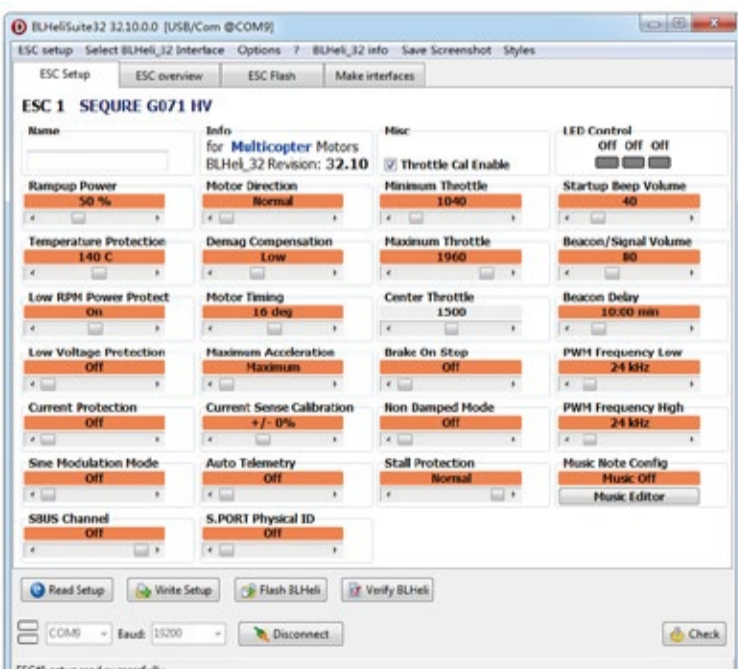 BLHeliSuite32 32.10.0.0 [USB/Com @COM9]
ESC setup Select BLHeli_32 Interface Options ? BLHeli_32 info Save Screenshot Styles
ESC Setup ESC overview ESC Flash Make interfaces
ESC 1 SEQURE G071 HV
Name Info Misc LED Control
for Multicopter Motors Off Off Off
BLHeli_32 Revision: 32.10 Throttle Cal Enable
Rampup Power Motor Direction Minimum Throttle Startup Beep Volume
50 % Normal 1040 40
Temperature Protection Demag Compensation Maximum Throttle Beacon/Signal Volume
140 C Low 1960 80
Low RPM Power Protect Motor Timing Center Throttle Beacon Delay
On 16 deg 1500 10:00 min
Low Voltage Protection Maximum Acceleration Brake On Stop PWM Frequency Low
Off Maximum Off 24 kHz
Current Protection Current Sense Calibration Non Damped Mode PWM Frequency High
Off +/- 0% Off 24 kHz
Sine Modulation Mode Auto Telemetry Stall Protection Music Note Config
Off Off Normal Music Off
Music Editor
SBUS Channel S.PORT Physical ID
Off Off
Read Setup Write Setup Flash BLHeli Verify BLHeli
COM9 Baud: 19200 Disconnect Check